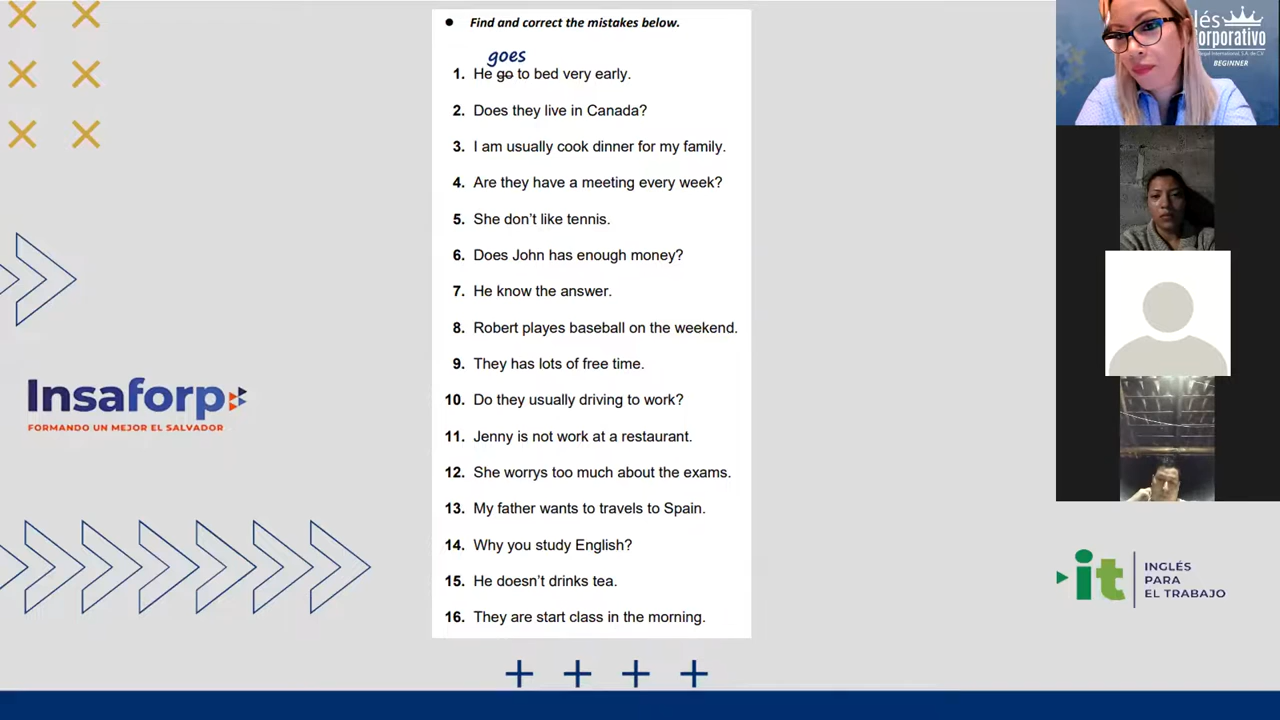 ● Find and correct the mistakes below.
goes
1. He go to bed very early.
2. Does they live in Canada?
3. I am usually cook dinner for my family.
4. Are they have a meeting every week?
5. She don’t like tennis.
6. Does John has enough money?
7. He know the answer.
8. Robert playes baseball on the weekend.
9. They has lots of free time.
10. Do they usually driving to work?
11. Jenny is not work at a restaurant.
12. She worrys too much about the exams.
13. My father wants to travels to Spain.
14. Why you study English?
15. He doesn’t drinks tea.
16. They are start class in the morning.
Insaforp
FORMANDO UN MEJOR EL SALVADOR
lés
orporativo
BEGINNER
it
INGLÉS
PARA
EL TRABAJO